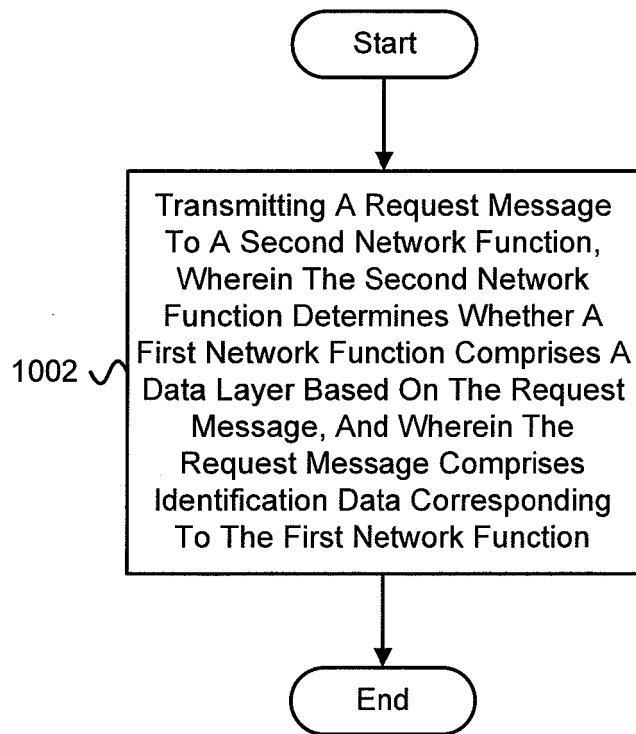 Start
Transmitting A Request Message
To A Second Network Function,
Wherein The Second Network
Function Determines Whether A
First Network Function Comprises A
Data Layer Based On The Request
Message, And Wherein The
Request Message Comprises
Identification Data Corresponding
To The First Network Function
1002
End